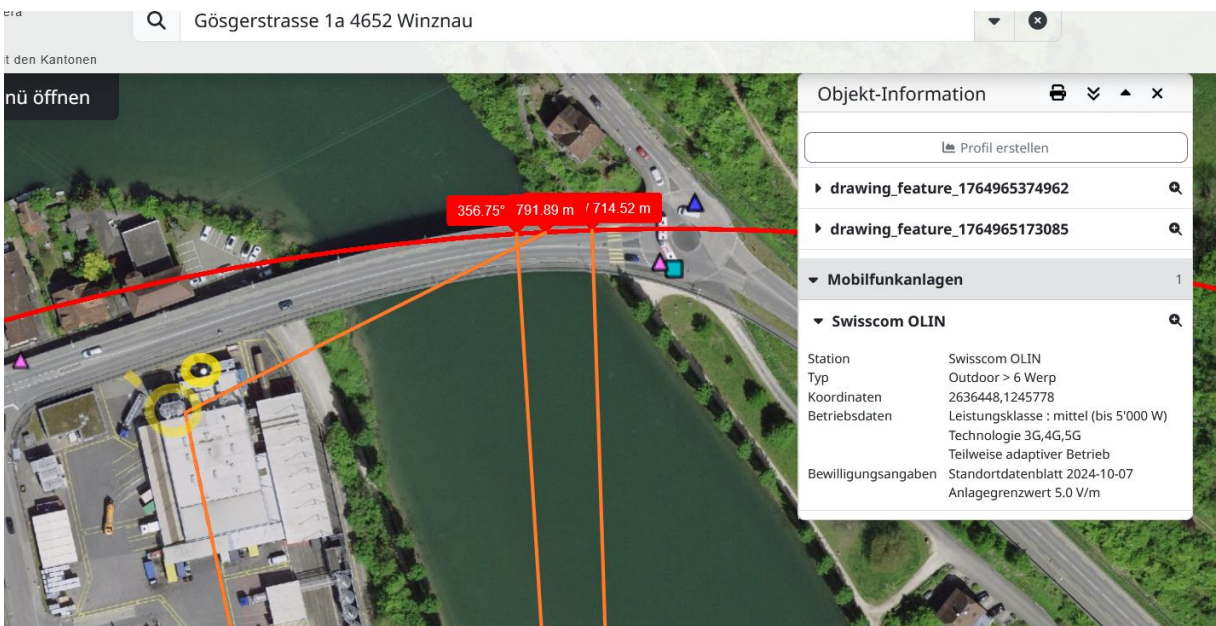 Gösgerstrasse 1a 4652 Winznau
it den Kantonen
nü öffnen
356.75° 791.89 m / 714.52 m
Objekt-Information
Profil erstellen
drawing_feature_1764965374962
drawing_feature_1764965173085
Mobilfunkanlagen 1
Swisscom OLIN
Station Swisscom OLIN
Typ Outdoor > 6 Werp
Koordinaten 2636448,1245778
Betriebsdaten Leistungsklasse : mittel (bis 5'000 W)
Technologie 3G,4G,5G
Teilweise adaptiver Betrieb
Bewilligungsangaben Standortdatenblatt 2024-10-07
Anlagegrenzwert 5.0 V/m